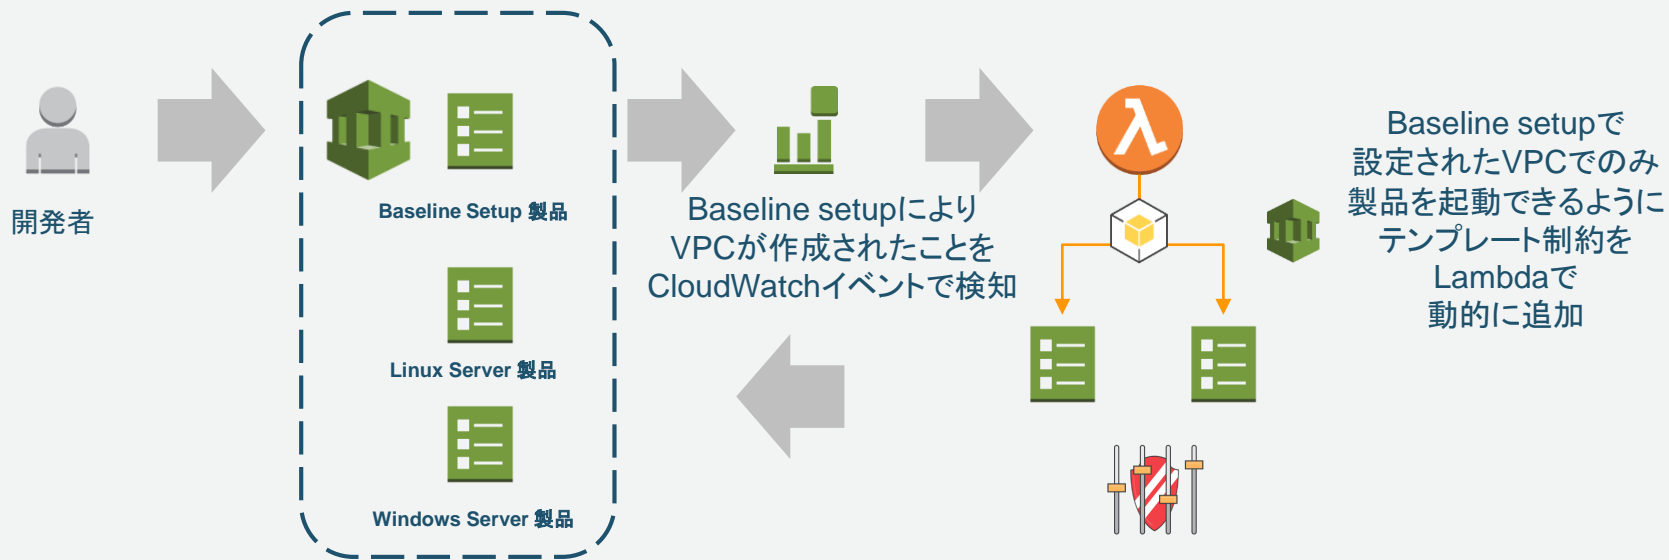 開発者
Baseline Setup 製品
Linux Server 製品
Windows Server 製品
Baseline setupにより
VPCが作成されたことを
CloudWatchイベントで検知
Baseline setupで
設定されたVPCでのみ
製品を起動できるように
テンプレート制約を
Lambdaで
動的に追加